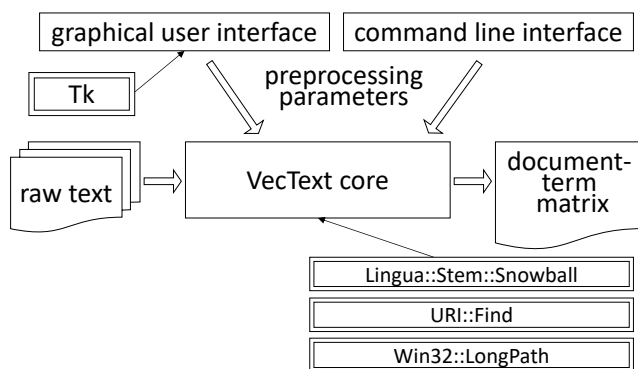 graphical user interface
command line interface
Tk
preprocessing
parameters
raw text
VecText core
document-
term
matrix
Lingua::Stem::Snowball
URI::Find
Win32::LongPath